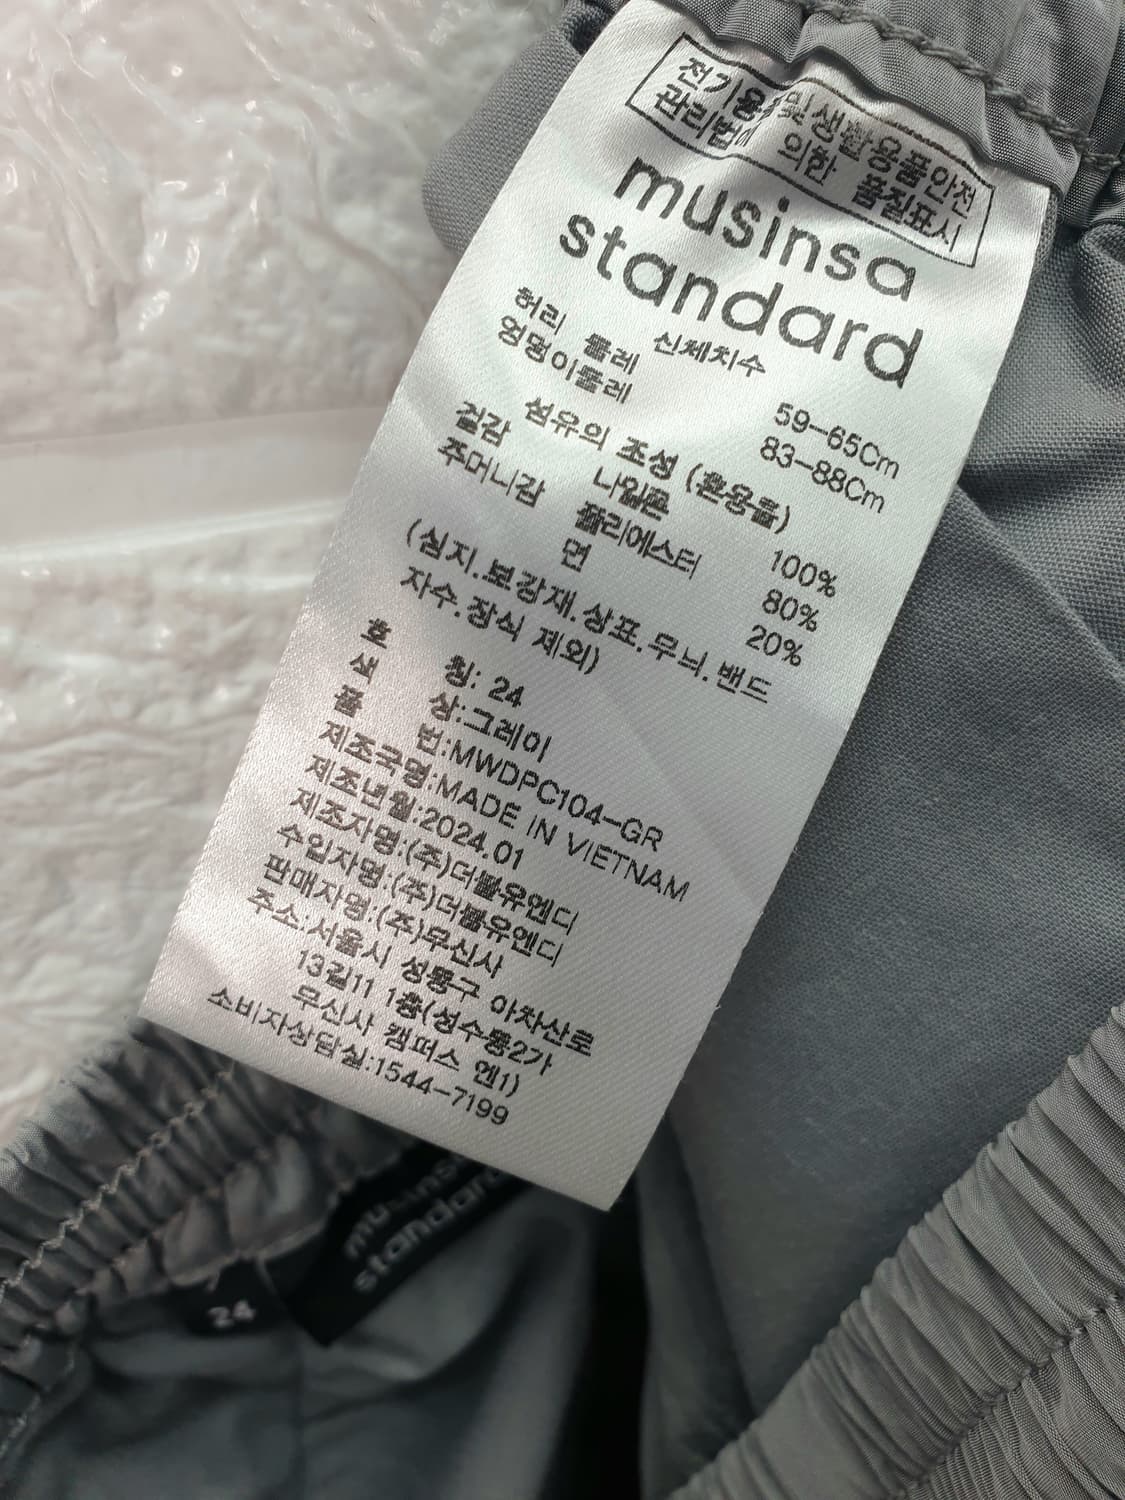 전기용품및생활용품안전
관리법에 의한 품질표시
musinsa
standard
신체치수
허리 둘레 59-65Cm
엉덩이둘레 83-88Cm
섬유의 조성 (혼용율)
겉감 나일론 100%
주머니감 폴리에스터 80%
면 20%
(심지.보강재.상표.무늬.밴드
자수.장식 제외)
호 칭: 24
색 상:그레이
품 번:MWDPC104-GR
제조국명:MADE IN VIETNAM
제조년월:2024.01
제조자명:(주)더블유엔디
수입자명:(주)더블유엔디
판매자명:(주)무신사
주소:서울시 성동구 아차산로
13길11 1층(성수동2가
무신사 캠퍼스 엔1)
소비자상담실:1544-7199
musinsa
standard
24